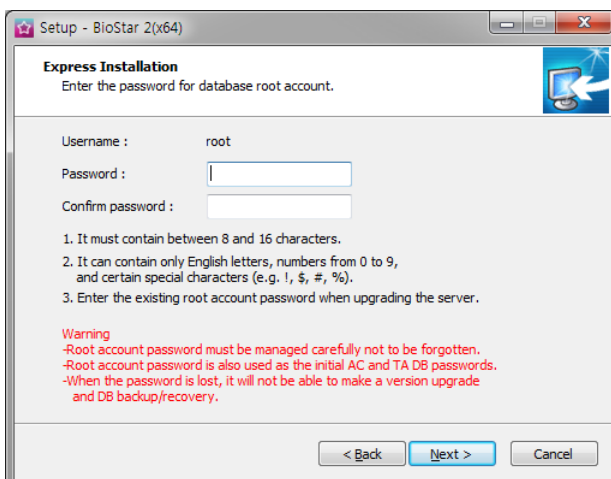 Setup - BioStar 2(x64)
Express Installation
Enter the password for database root account.
Username : root
Password :
Confirm password :
1. It must contain between 8 and 16 characters.
2. It can contain only English letters, numbers from 0 to 9,
and certain special characters (e.g. !, $, #, %).
3. Enter the existing root account password when upgrading the server.
Warning
-Root account password must be managed carefully not to be forgotten.
-Root account password is also used as the initial AC and TA DB passwords.
-When the password is lost, it will not be able to make a version upgrade
and DB backup/recovery.
< Back Next > Cancel